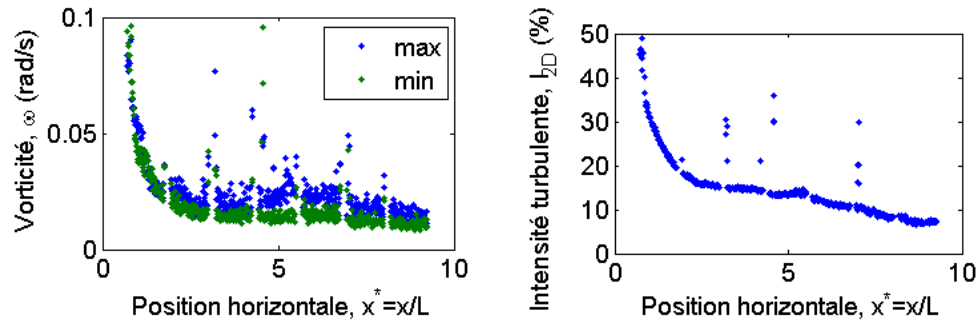 0.1
0.05
0
0
5
10
Vorticité, ω (rad/s)
Position horizontale, x*=x/L
max
min
50
40
30
20
10
0
0
5
10
Intensité turbulente, I2D (%)
Position horizontale, x*=x/L